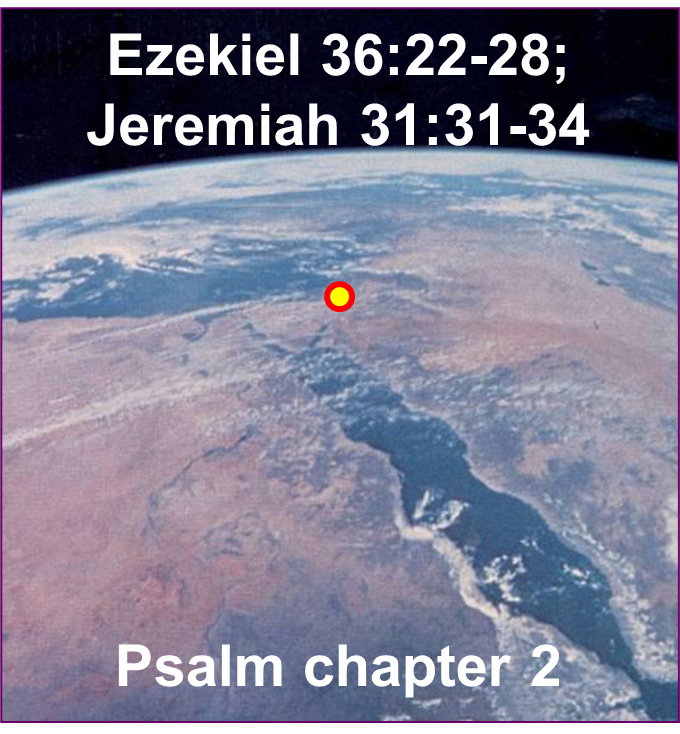 Ezekiel 36:22-28;
Jeremiah 31:31-34
Psalm chapter 2